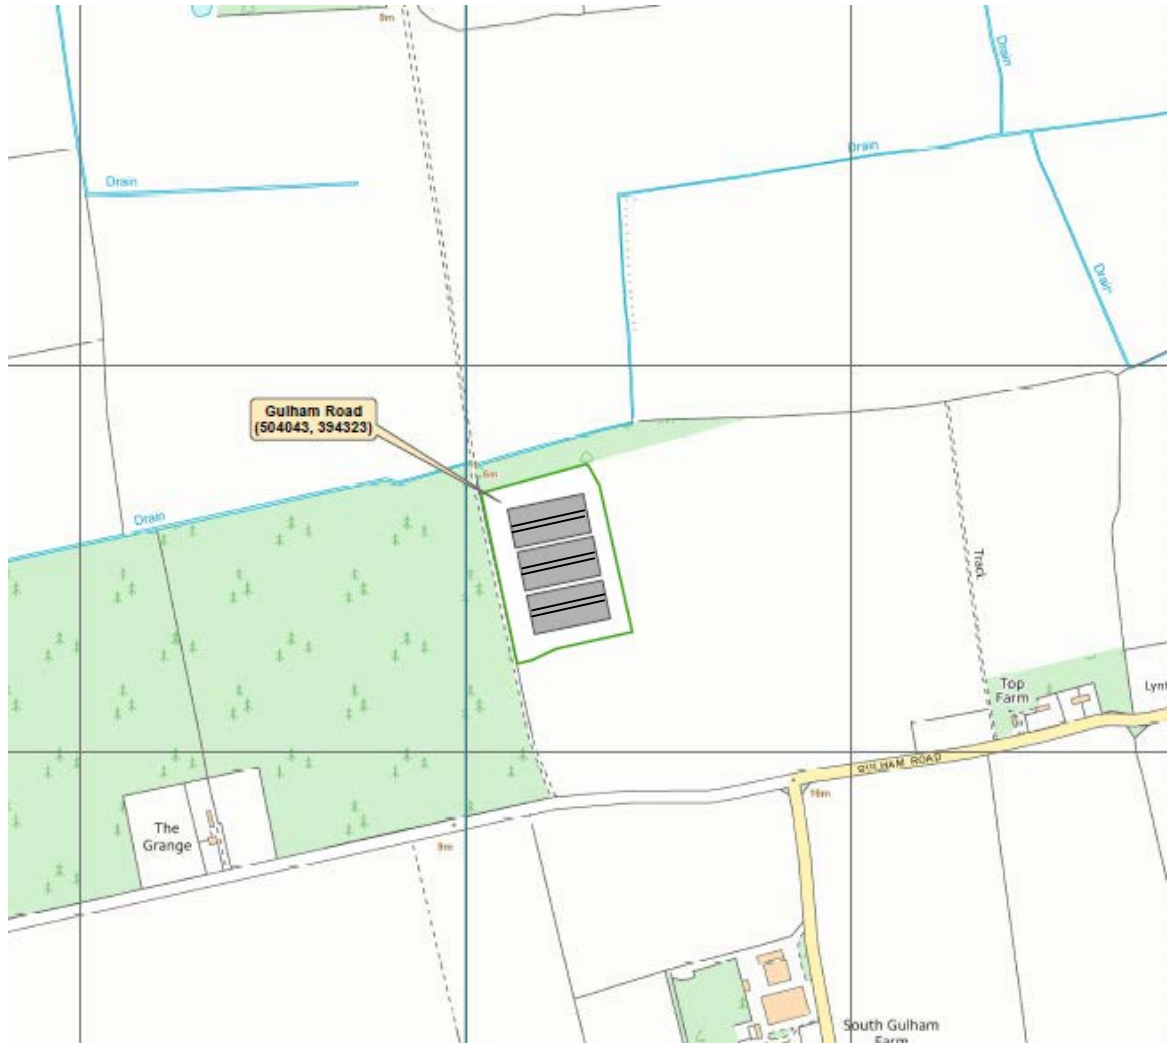 9m
Drain
Drain
Drain
Drain
Gulham Road
(504043, 394323)
6m
Drain
Track
Top
Farm
GULHAM ROAD
16m
The
Grange
9m
South Gulham
Farm